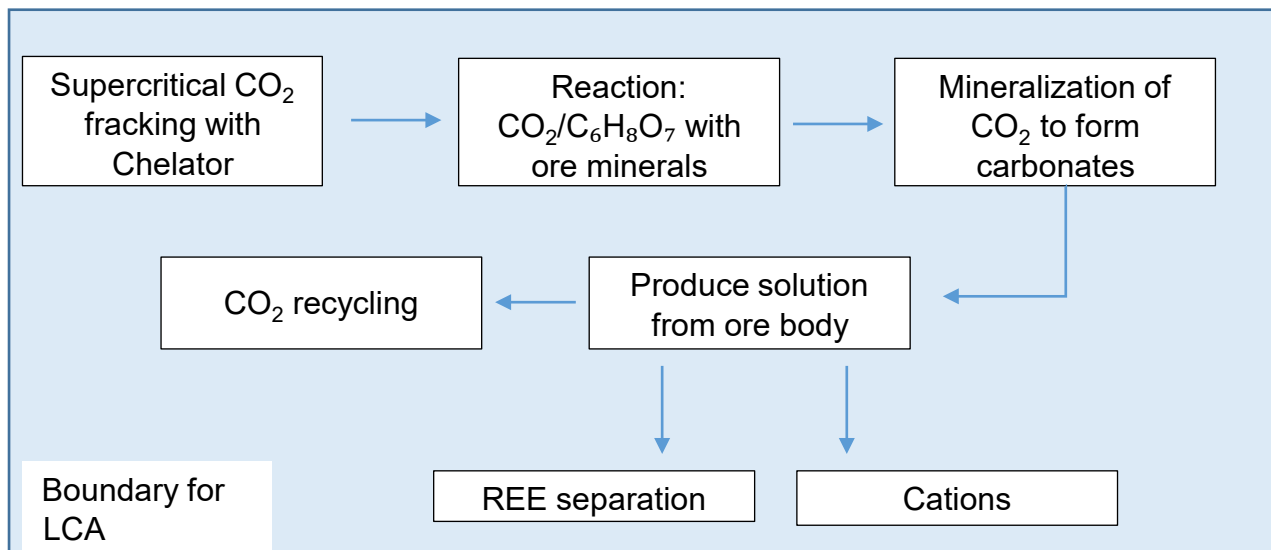 Supercritical CO₂
fracking with
Chelator
Reaction:
CO₂/C₆H₈O₇ with
ore minerals
Mineralization of
CO₂ to form
carbonates
CO₂ recycling
Produce solution
from ore body
REE separation
Cations
Boundary for
LCA